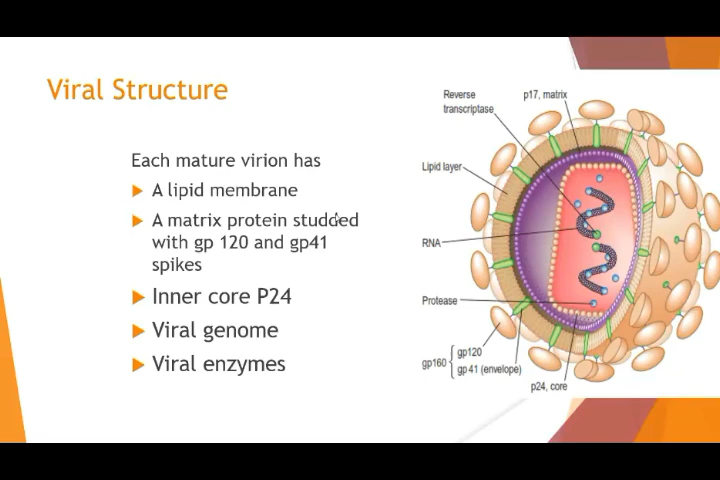 Viral Structure
Each mature virion has
A lipid membrane
A matrix protein studded
with gp 120 and gp41
spikes
Inner core P24
Viral genome
Viral enzymes
Reverse
transcriptase
p17, matrix
Lipid layer
RNA
Protease
gp160
gp120
gp 41 (envelope)
p24, core